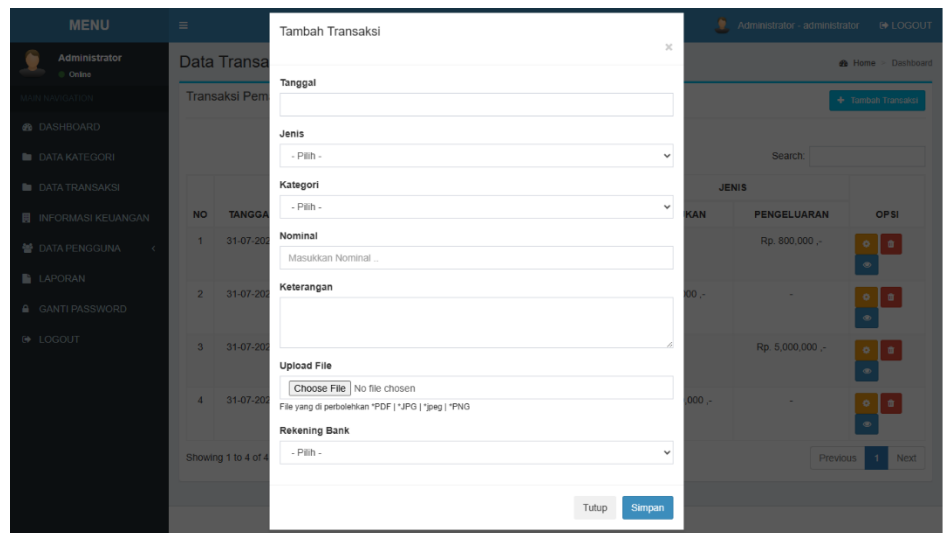 MENU
Administrator - administrator LOGOUT
Administrator
Online
MAIN NAVIGATION
DASHBOARD
DATA KATEGORI
DATA TRANSAKSI
INFORMASI KEUANGAN
DATA PENGGUNA
LAPORAN
GANTI PASSWORD
LOGOUT
Data Transa
Home - Dashboard
Transaksi Pem
+ Tambah Transaksi
Search:
JENIS
NO TANGGA KAN PENGELUARAN OPSI
1 31-07-202 Rp. 800,000 ,-
2 31-07-202 000 ,- -
3 31-07-202 Rp. 5,000,000 ,-
4 31-07-202 ,000 ,- -
Showing 1 to 4 of 4
Previous 1 Next
Tambah Transaksi
×
Tanggal
Jenis
- Pilih -
Kategori
- Pilih -
Nominal
Masukkan Nominal ..
Keterangan
Upload File
Choose File No file chosen
File yang di perbolehkan *PDF | *JPG | *jpeg | *PNG
Rekening Bank
- Pilih -
Tutup Simpan